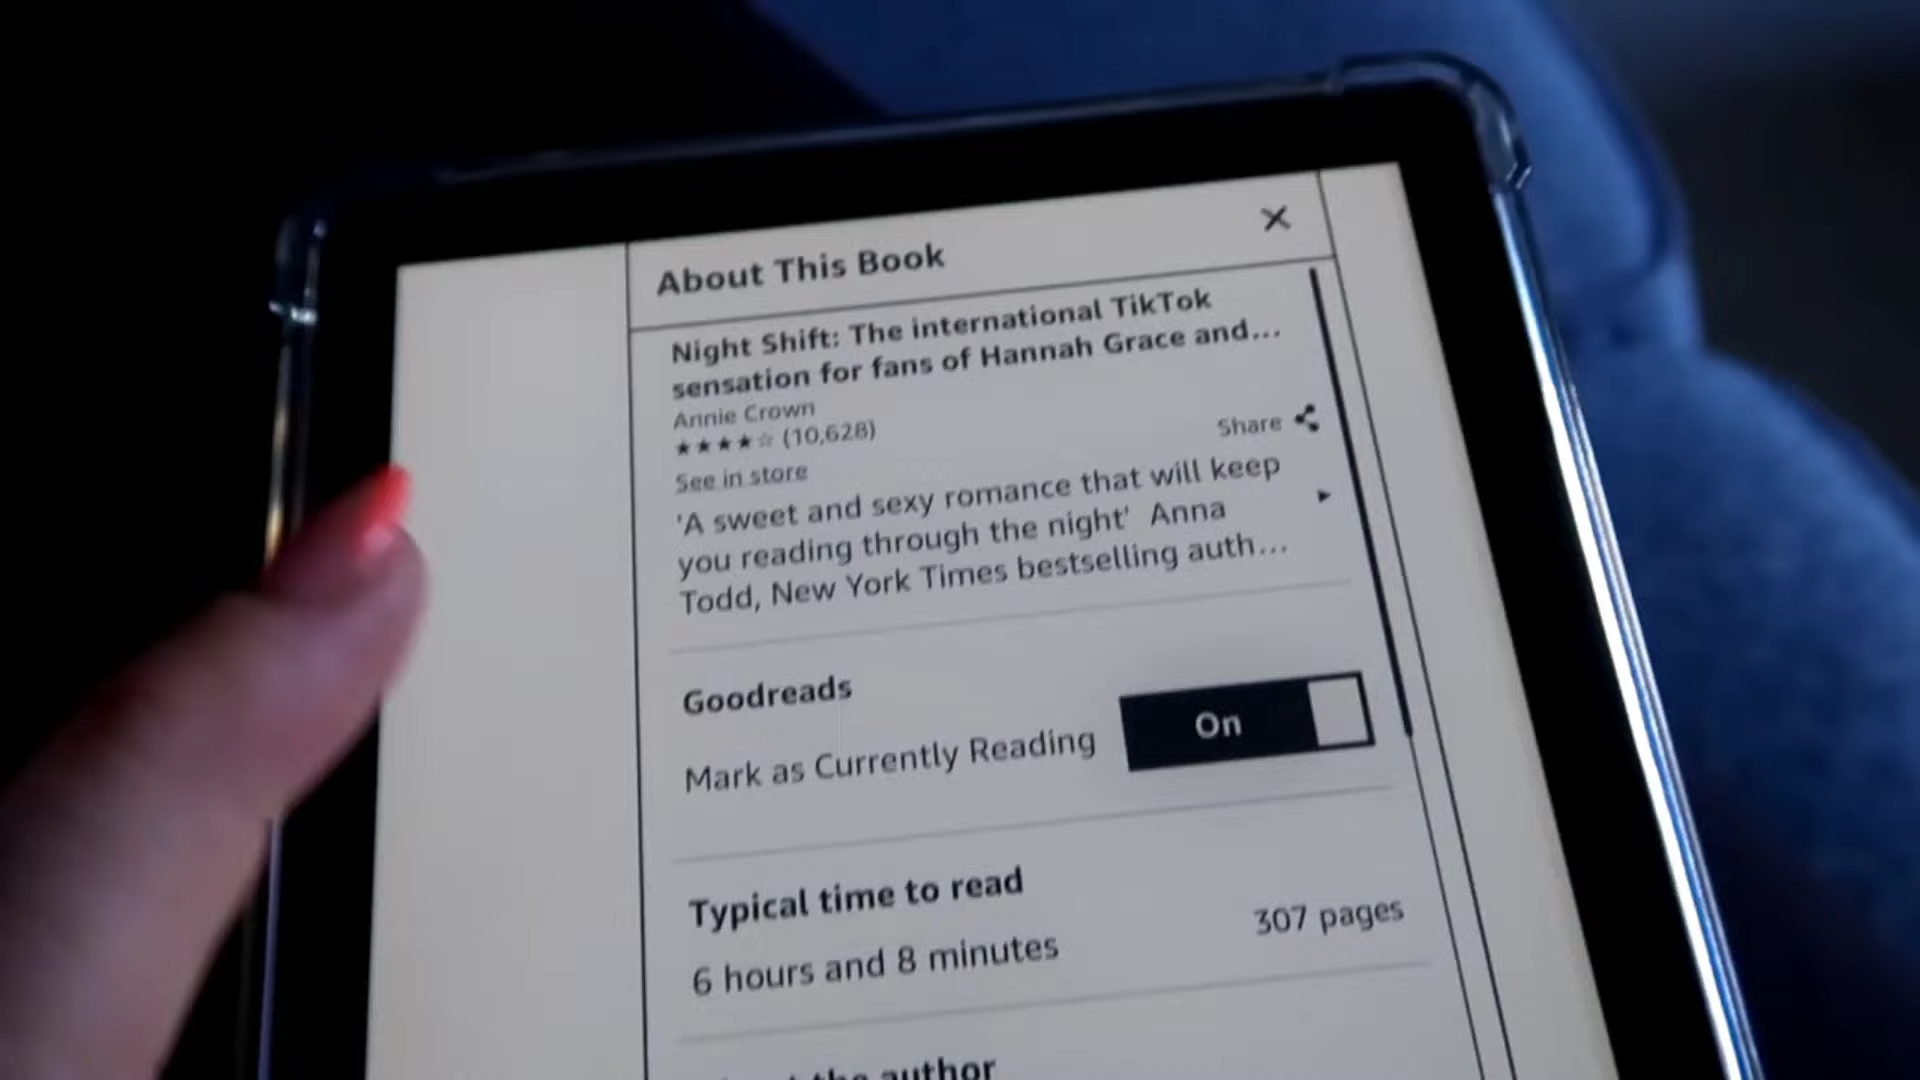 About This Book
Night Shift: The international TikTok
sensation for fans of Hannah Grace and...
Annie Crown
(10,628)
Share
See in store
'A sweet and sexy romance that will keep
you reading through the night' Anna
Todd, New York Times bestselling auth...
Goodreads
Mark as Currently Reading
On
Typical time to read
6 hours and 8 minutes
307 pages
the author